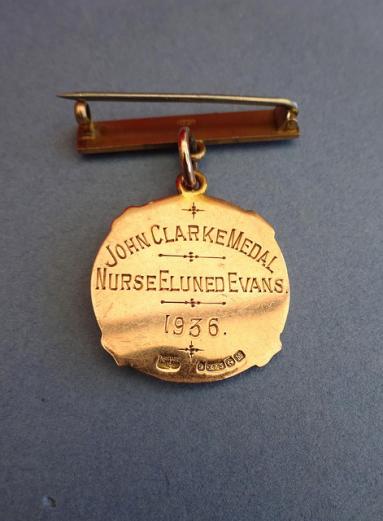 JOHN CLARKE MEDAL
NURSE ELUNED EVANS.
1936.